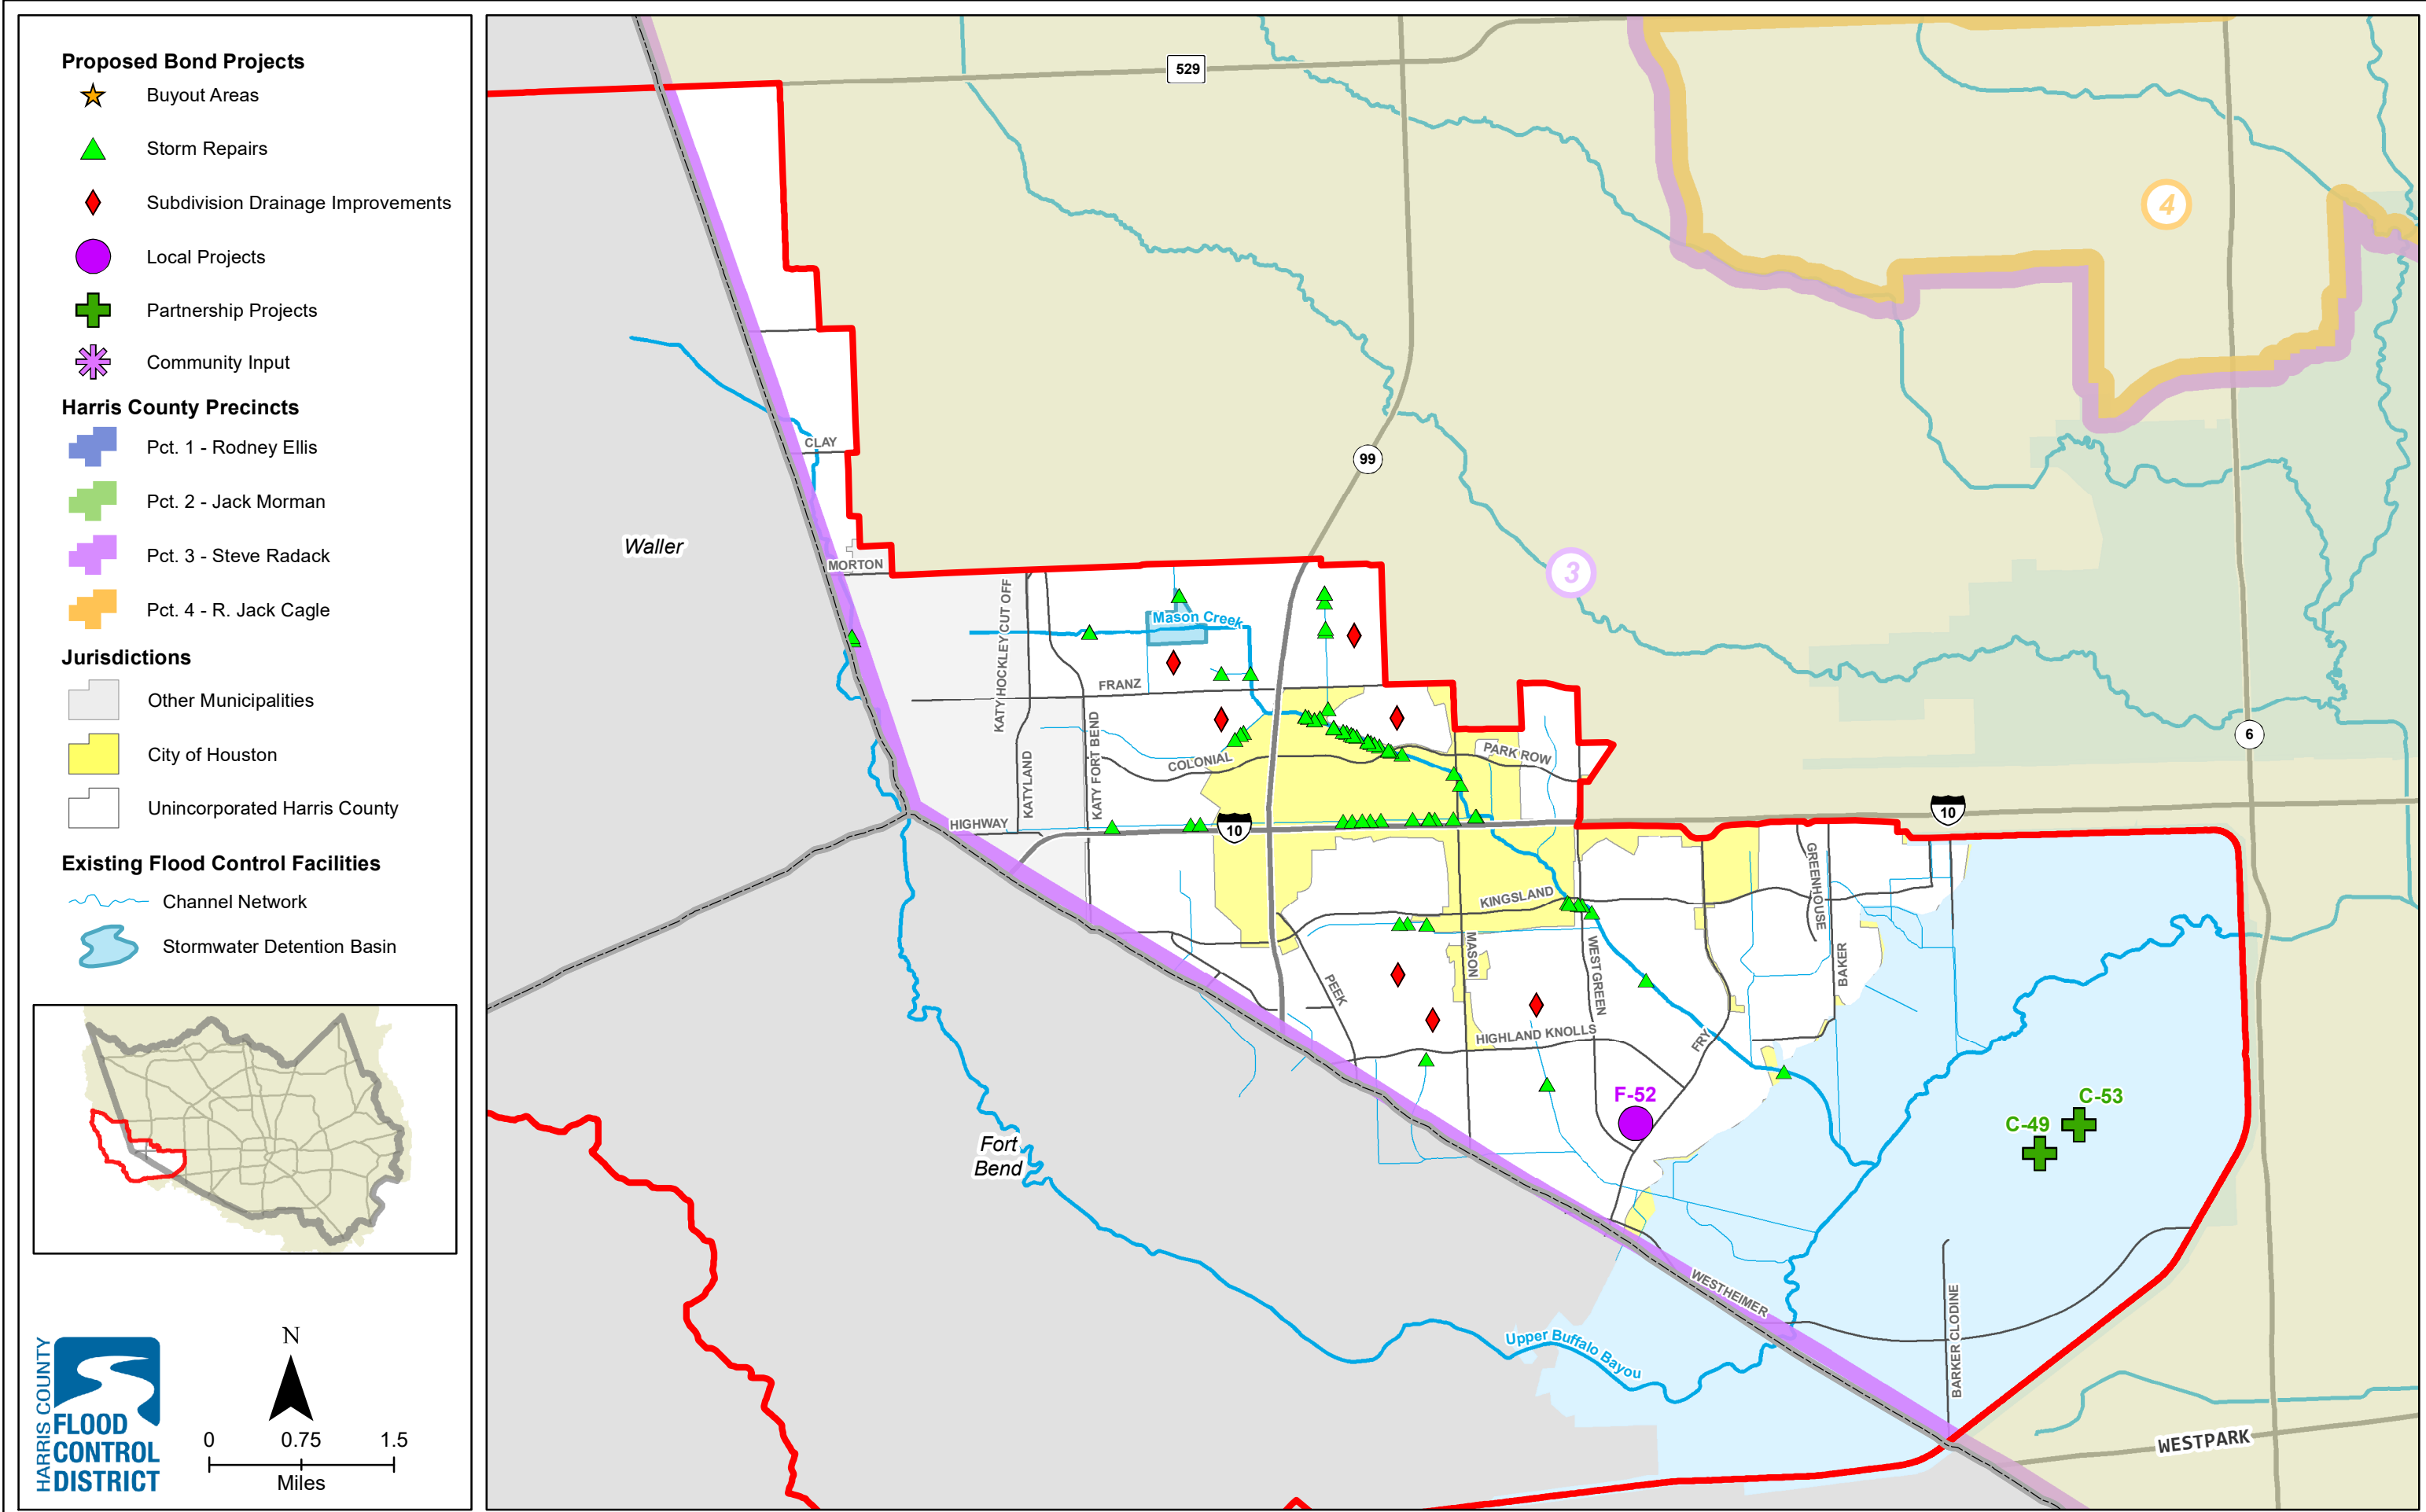 Proposed Bond Projects
Buyout Areas
Storm Repairs
Subdivision Drainage Improvements
Local Projects
Partnership Projects
Community Input
Harris County Precincts
Pct. 1 - Rodney Ellis
Pct. 2 - Jack Morman
Pct. 3 - Steve Radack
Pct. 4 - R. Jack Cagle
Jurisdictions
Other Municipalities
City of Houston
Unincorporated Harris County
Existing Flood Control Facilities
Channel Network
Stormwater Detention Basin
HARRIS COUNTY
FLOOD
CONTROL
DISTRICT
N
0 0.75 1.5
Miles
529
4
99
CLAY
Waller
MORTON
3
KATY HOCKLEY CUT OFF
Mason Creek
FRANZ
KATY FORT BEND
KATYLAND
COLONIAL
PARK ROW
6
HIGHWAY
10
10
GREENHOUSE
KINGSLAND
MASON
WESTGREEN
BAKER
PEEK
HIGHLAND KNOLLS
FRY
F-52
C-53
C-49
Fort
Bend
WESTHEIMER
BARKER CLODINE
Upper Buffalo Bayou
WESTPARK